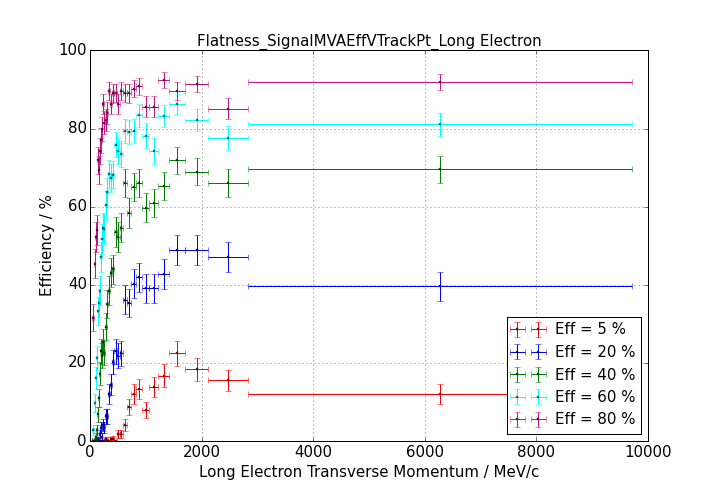 Flatness_SignalMVAEffVTrackPt_Long Electron
100
80
60
40
20
0
Efficiency / %
0 2000 4000 6000 8000 10000
Long Electron Transverse Momentum / MeV/c
Eff = 5 %
Eff = 20 %
Eff = 40 %
Eff = 60 %
Eff = 80 %